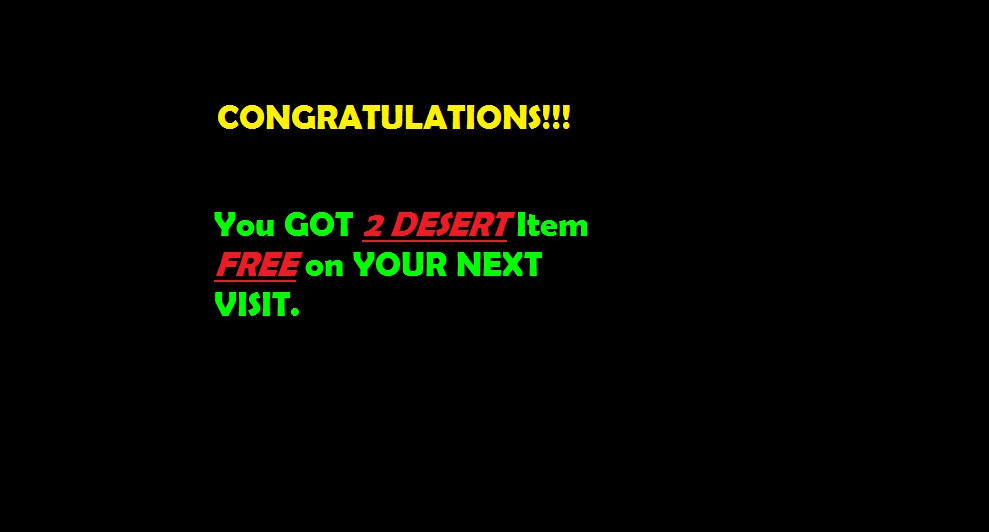 CONGRATULATIONS!!!
You GOT 2 DESERT Item
FREE on YOUR NEXT
VISIT.